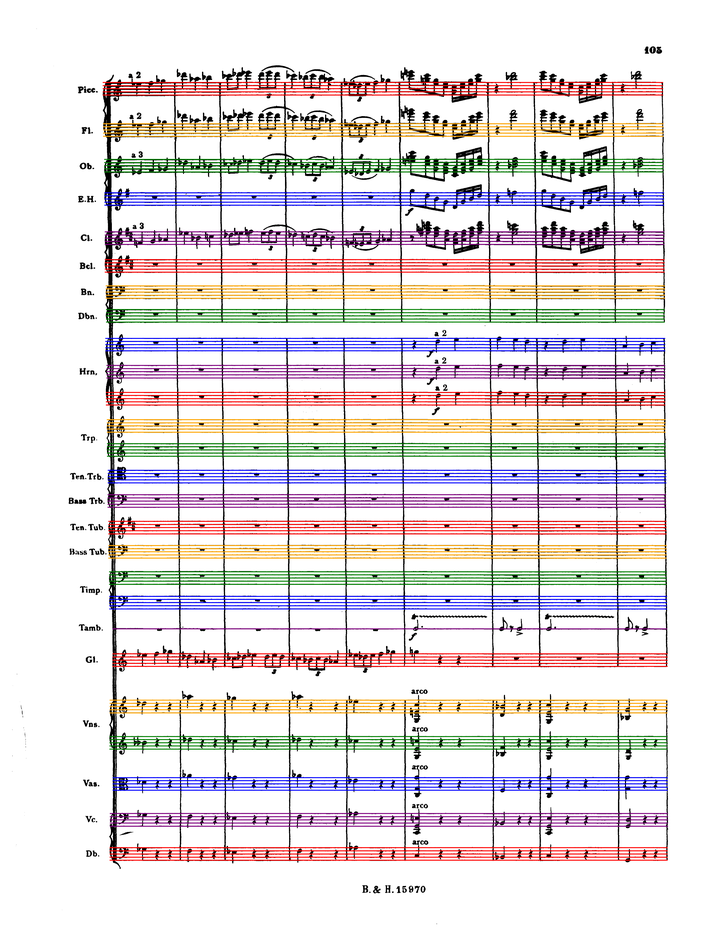 105
Picc. a 2
Fl. a 2
Ob. a 3
E.H.
f
Cl. a 3
Bcl.
Bn.
Dbn.
a 2
f
Hrn. a 2
f
a 2
f
Trp.
Ten. Trb.
Bass Trb.
Ten. Tub.
Bass Tub.
Timp.
Tamb.
f
Gl.
arco
Vns.
arco
arco
Vas.
arco
Vc.
arco
Db.
B. & H. 15970